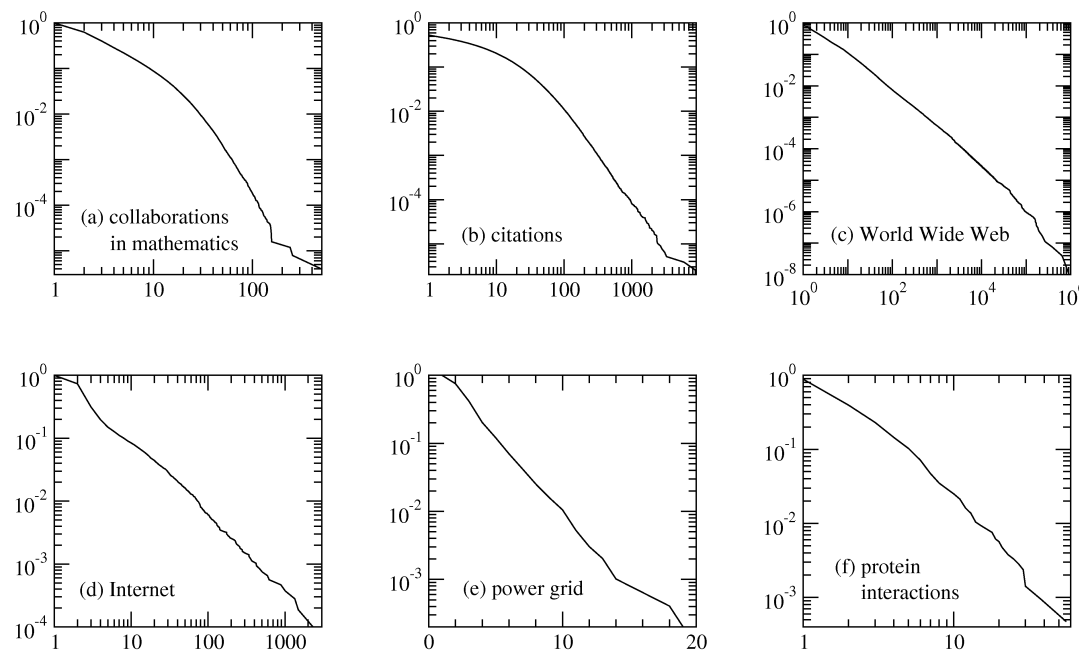 10^0
10^-2
10^-4
(a) collaborations
in mathematics
1 10 100
10^0
10^-2
10^-4
(b) citations
1 10 100 1000
10^0
10^-2
10^-4
10^-6
10^-8
(c) World Wide Web
10^0 10^2 10^4 10^6
10^0
10^-1
10^-2
10^-3
10^-4
(d) Internet
1 10 100 1000
10^0
10^-1
10^-2
10^-3
(e) power grid
0 10 20
10^0
10^-1
10^-2
10^-3
(f) protein
interactions
1 10